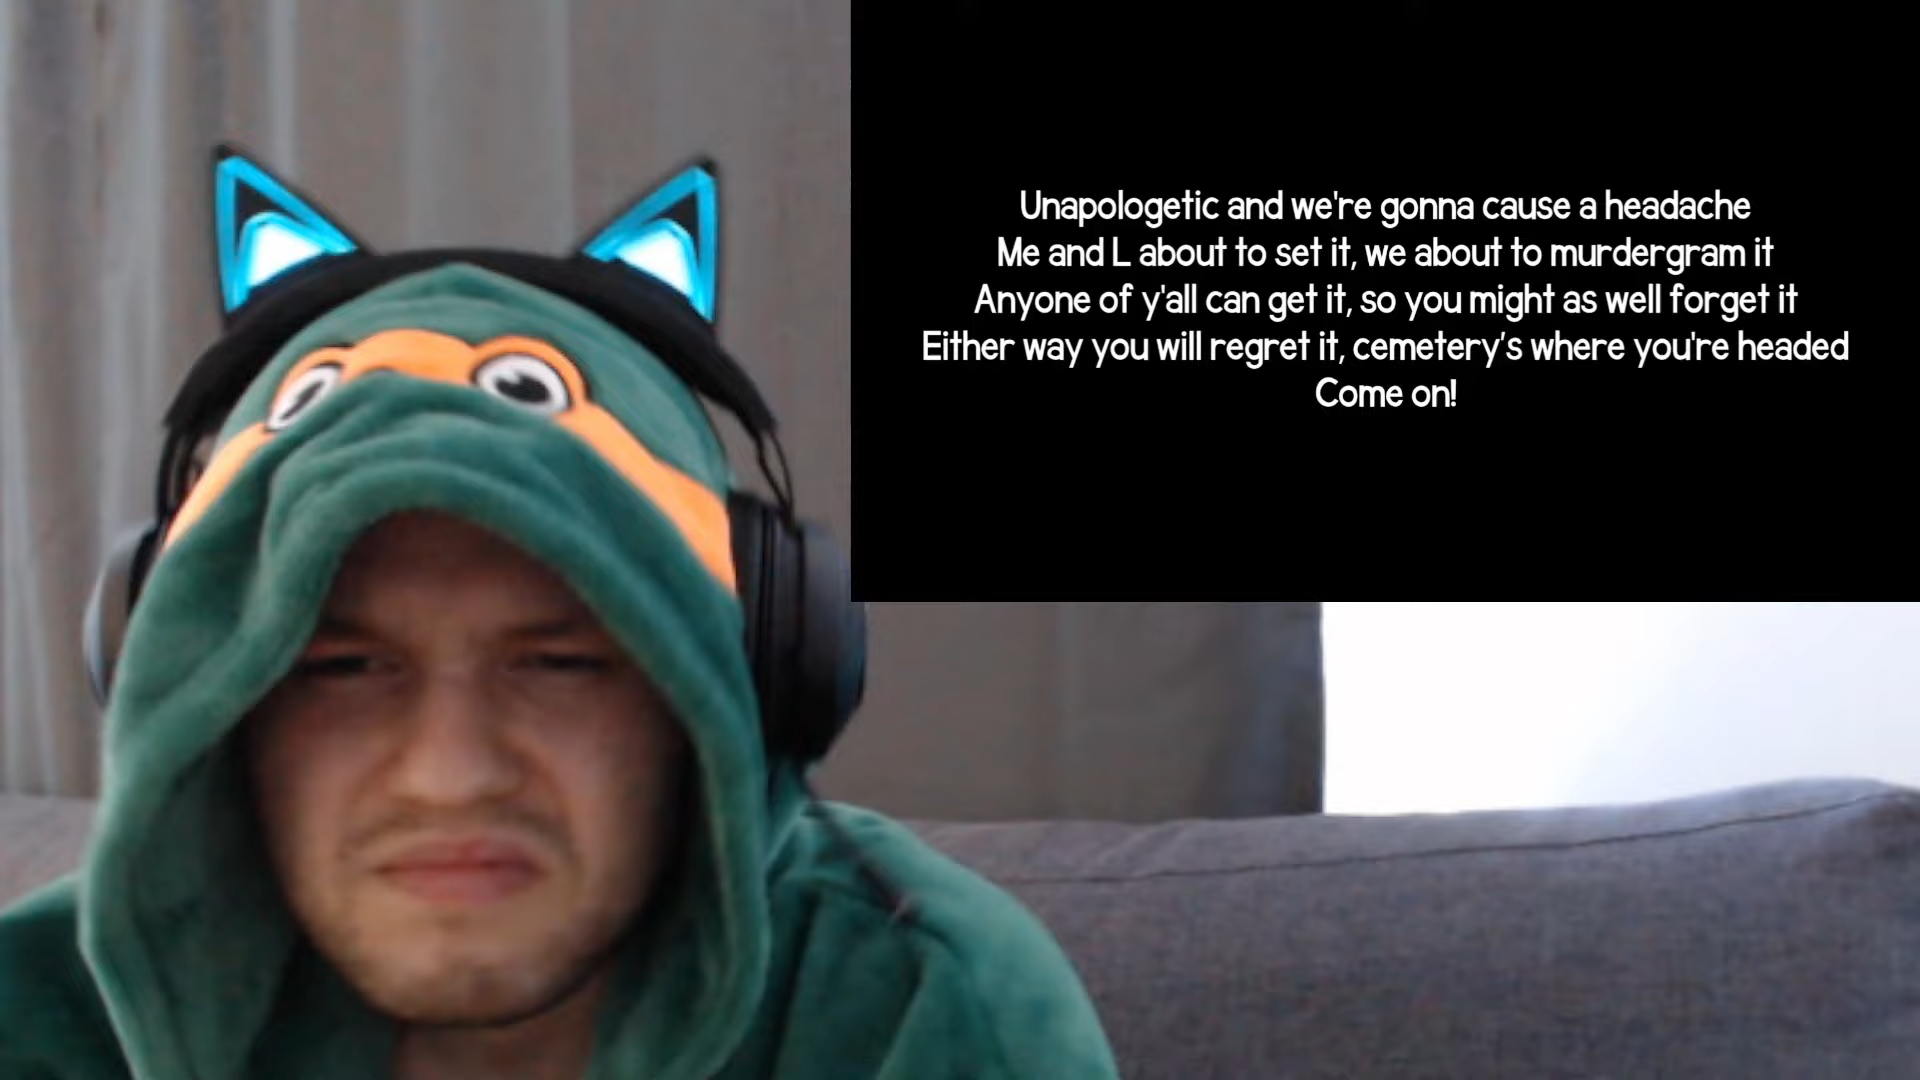 Unapologetic and we're gonna cause a headache
Me and L about to set it, we about to murdergram it
Anyone of y'all can get it, so you might as well forget it
Either way you will regret it, cemetery's where you're headed
Come on!